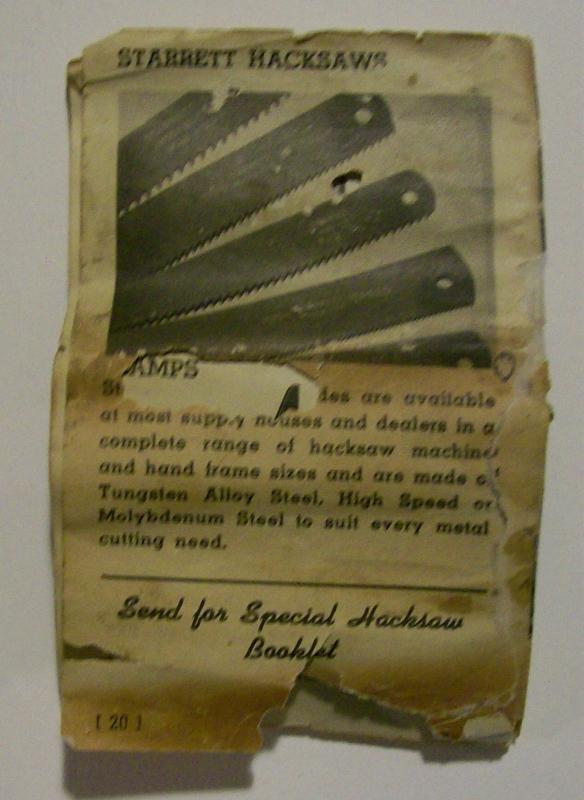 STARRETT HACKSAWS
AMPS
St des are available
at most supply houses and dealers in a
complete range of hacksaw machine
and hand frame sizes and are made of
Tungsten Alloy Steel, High Speed or
Molybdenum Steel to suit every metal
cutting need.
Send for Special Hacksaw
Booklet
[ 20 ]